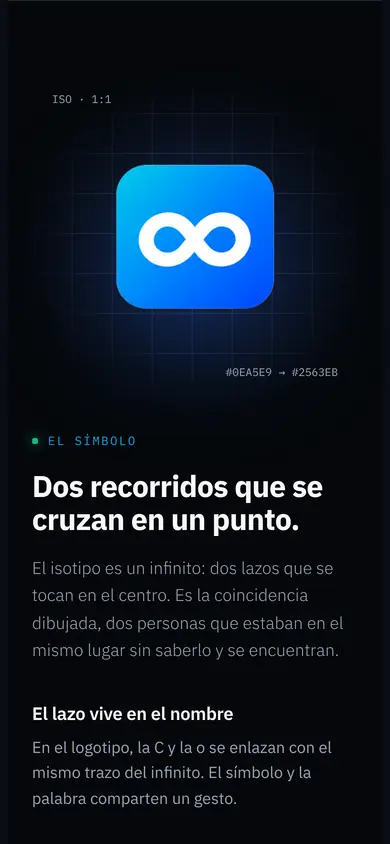 ISO · 1:1
#0EA5E9 → #2563EB
EL SÍMBOLO
Dos recorridos que se
cruzan en un punto.
El isotipo es un infinito: dos lazos que se
tocan en el centro. Es la coincidencia
dibujada, dos personas que estaban en el
mismo lugar sin saberlo y se encuentran.
El lazo vive en el nombre
En el logotipo, la C y la o se enlazan con el
mismo trazo del infinito. El símbolo y la
palabra comparten un gesto.